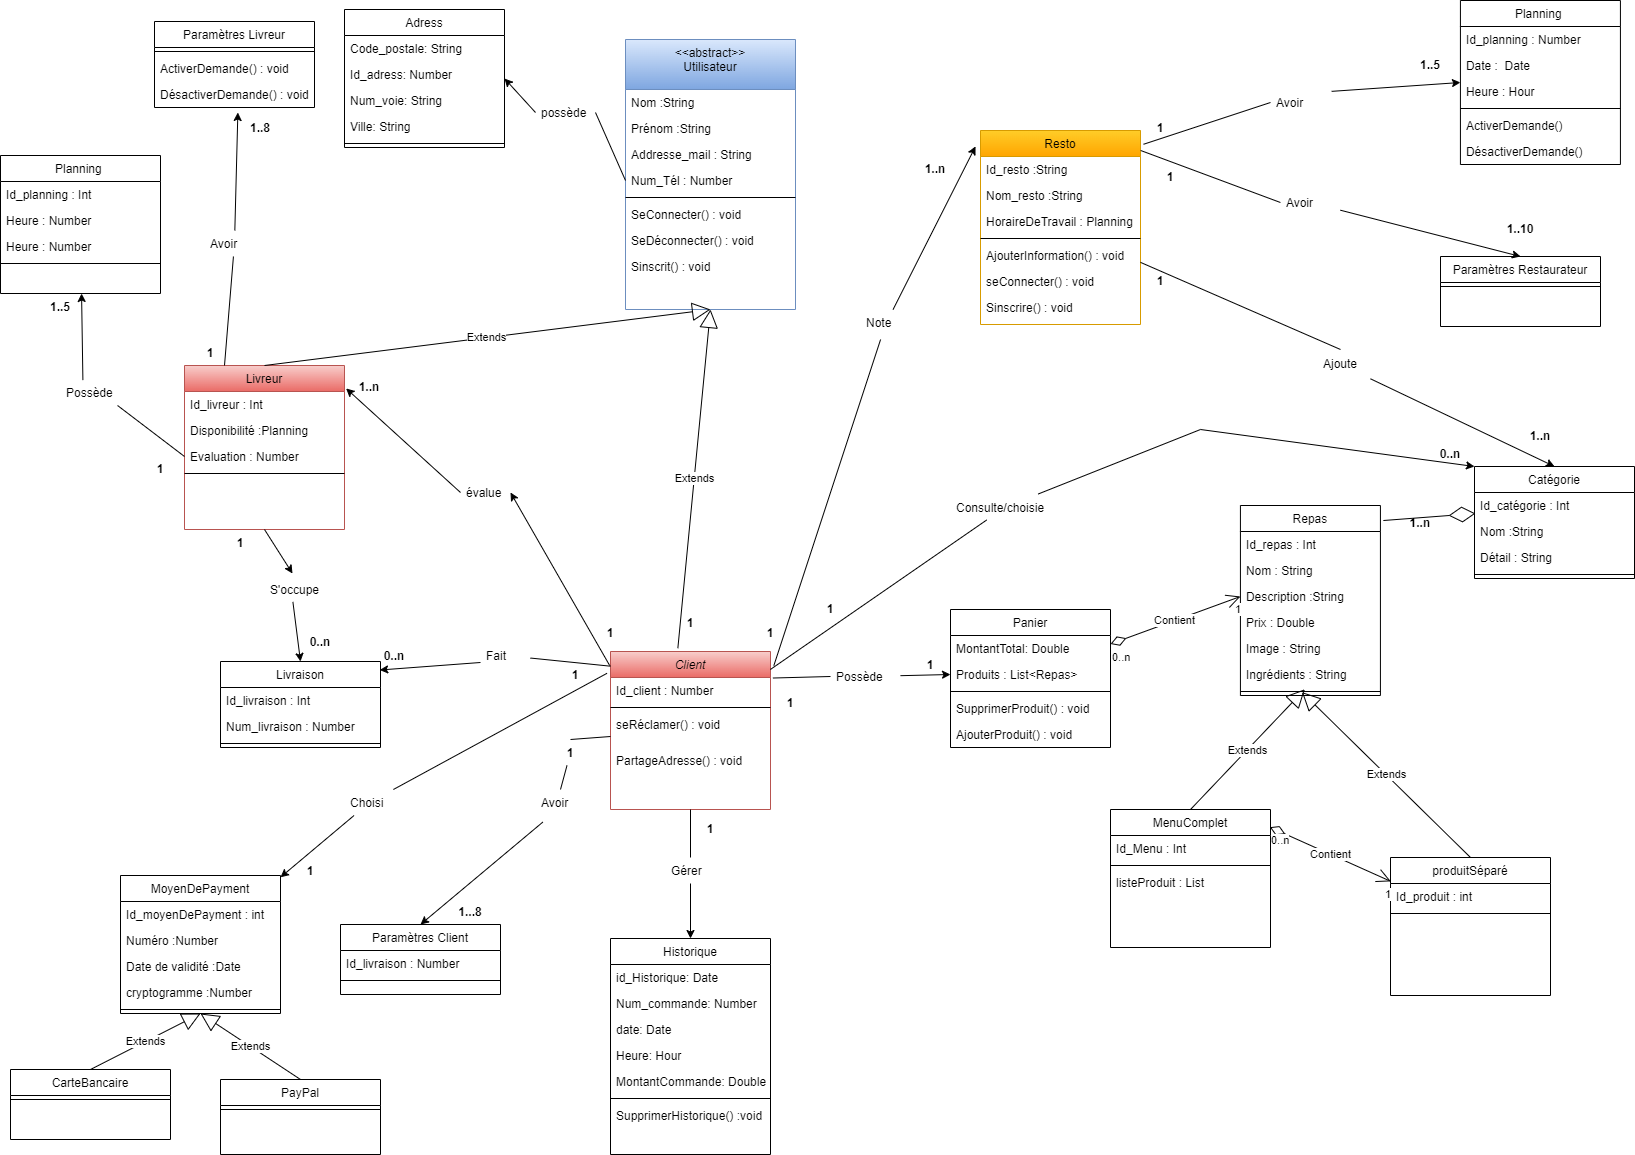 Paramètres Livreur
ActiverDemande() : void
DésactiverDemande() : void
Adress
Code_postale: String
Id_adress: Number
Num_voie: String
Ville: String
possède
<<abstract>>
Utilisateur
Nom :String
Prénom :String
Addresse_mail : String
Num_Tél : Number
SeConnecter() : void
SeDéconnecter() : void
Sinscrit() : void
Planning
Id_planning : Number
Date :  Date
Heure : Hour
ActiverDemande()
DésactiverDemande()
1..5
Avoir
1
Resto
Id_resto :String
Nom_resto :String
HoraireDeTravail : Planning
AjouterInformation() : void
seConnecter() : void
Sinscrire() : void
1
Avoir
1..10
Paramètres Restaurateur
1
Ajoute
1..n
1..n
Note
1
1..8
Avoir
1
Planning
Id_planning : Int
Heure : Number
Heure : Number
1..5
Possède
1
Extends
Livreur
Id_livreur : Int
Disponibilité :Planning
Evaluation : Number
1..n
évalue
1
Extends
1
1
S'occupe
0..n
Livraison
Id_livraison : Int
Num_livraison : Number
0..n
Fait
1
Client
Id_client : Number
seRéclamer() : void
PartageAdresse() : void
Consulte/choisie
1
0..n
Catégorie
Id_catégorie : Int
Nom :String
Détail : String
1..n
Repas
Id_repas : Int
Nom : String
Description :String
Prix : Double
Image : String
Ingrédients : String
Possède
1
1
Panier
MontantTotal: Double
Produits : List<Repas>
SupprimerProduit() : void
AjouterProduit() : void
Contient
0..n
1
Extends
Extends
MenuComplet
Id_Menu : Int
listeProduit : List
0..n
Contient
1
produitSéparé
Id_produit : int
Choisi
1
MoyenDePayment
Id_moyenDePayment : int
Numéro :Number
Date de validité :Date
cryptogramme :Number
Extends
Extends
CarteBancaire
PayPal
1
Avoir
1...8
Paramètres Client
Id_livraison : Number
1
Gérer
Historique
id_Historique: Date
Num_commande: Number
date: Date
Heure: Hour
MontantCommande: Double
SupprimerHistorique() :void